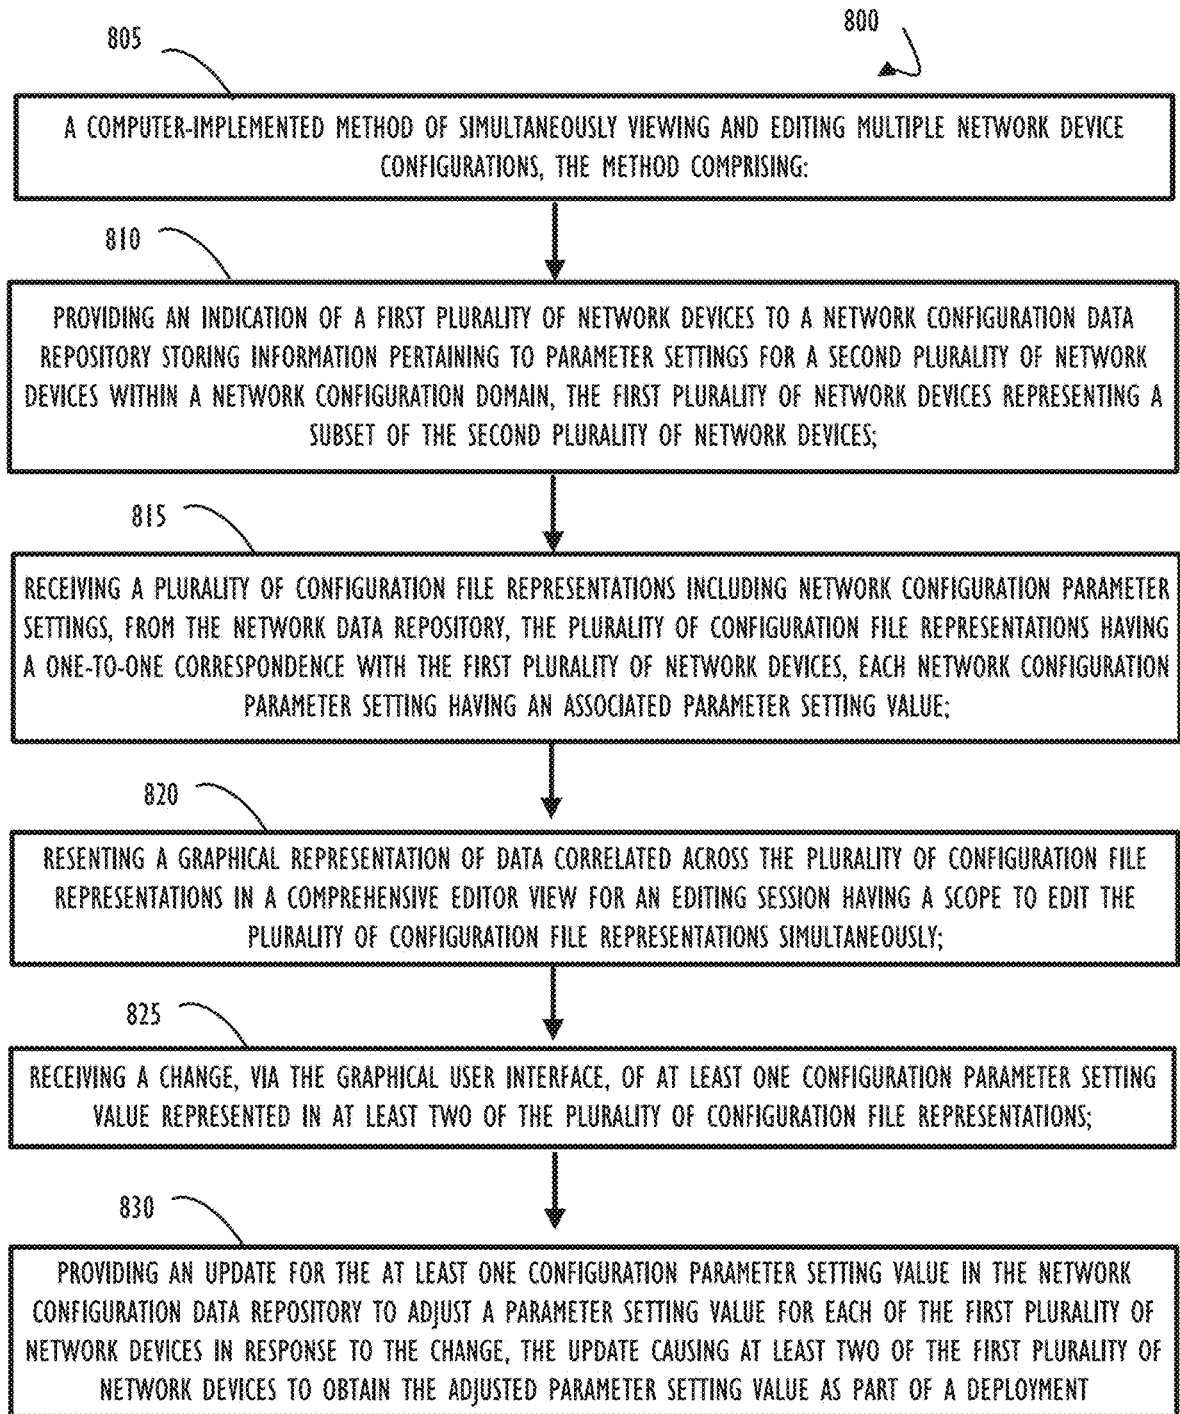 805
800
A COMPUTER-IMPLEMENTED METHOD OF SIMULTANEOUSLY VIEWING AND EDITING MULTIPLE NETWORK DEVICE
CONFIGURATIONS, THE METHOD COMPRISING:
810
PROVIDING AN INDICATION OF A FIRST PLURALITY OF NETWORK DEVICES TO A NETWORK CONFIGURATION DATA
REPOSITORY STORING INFORMATION PERTAINING TO PARAMETER SETTINGS FOR A SECOND PLURALITY OF NETWORK
DEVICES WITHIN A NETWORK CONFIGURATION DOMAIN, THE FIRST PLURALITY OF NETWORK DEVICES REPRESENTING A
SUBSET OF THE SECOND PLURALITY OF NETWORK DEVICES;
815
RECEIVING A PLURALITY OF CONFIGURATION FILE REPRESENTATIONS INCLUDING NETWORK CONFIGURATION PARAMETER
SETTINGS, FROM THE NETWORK DATA REPOSITORY, THE PLURALITY OF CONFIGURATION FILE REPRESENTATIONS HAVING
A ONE-TO-ONE CORRESPONDENCE WITH THE FIRST PLURALITY OF NETWORK DEVICES, EACH NETWORK CONFIGURATION
PARAMETER SETTING HAVING AN ASSOCIATED PARAMETER SETTING VALUE;
820
RESENTING A GRAPHICAL REPRESENTATION OF DATA CORRELATED ACROSS THE PLURALITY OF CONFIGURATION FILE
REPRESENTATIONS IN A COMPREHENSIVE EDITOR VIEW FOR AN EDITING SESSION HAVING A SCOPE TO EDIT THE
PLURALITY OF CONFIGURATION FILE REPRESENTATIONS SIMULTANEOUSLY;
825
RECEIVING A CHANGE, VIA THE GRAPHICAL USER INTERFACE, OF AT LEAST ONE CONFIGURATION PARAMETER SETTING
VALUE REPRESENTED IN AT LEAST TWO OF THE PLURALITY OF CONFIGURATION FILE REPRESENTATIONS;
830
PROVIDING AN UPDATE FOR THE AT LEAST ONE CONFIGURATION PARAMETER SETTING VALUE IN THE NETWORK
CONFIGURATION DATA REPOSITORY TO ADJUST A PARAMETER SETTING VALUE FOR EACH OF THE FIRST PLURALITY OF
NETWORK DEVICES IN RESPONSE TO THE CHANGE, THE UPDATE CAUSING AT LEAST TWO OF THE FIRST PLURALITY OF
NETWORK DEVICES TO OBTAIN THE ADJUSTED PARAMETER SETTING VALUE AS PART OF A DEPLOYMENT